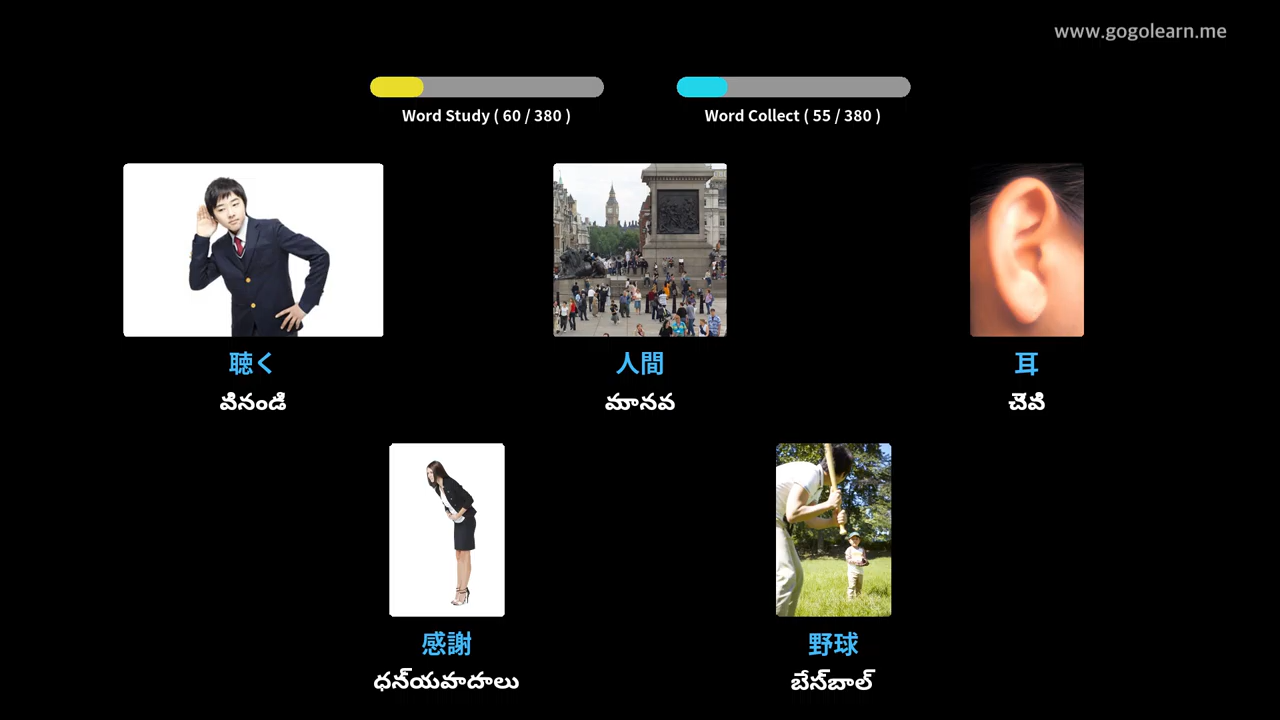 www.gogolearn.me
Word Study ( 60 / 380 )
Word Collect ( 55 / 380 )
聴く
వినండి
人間
మానవ
耳
చెవి
感謝
ధన్యవాదాలు
野球
బేస్‌బాల్